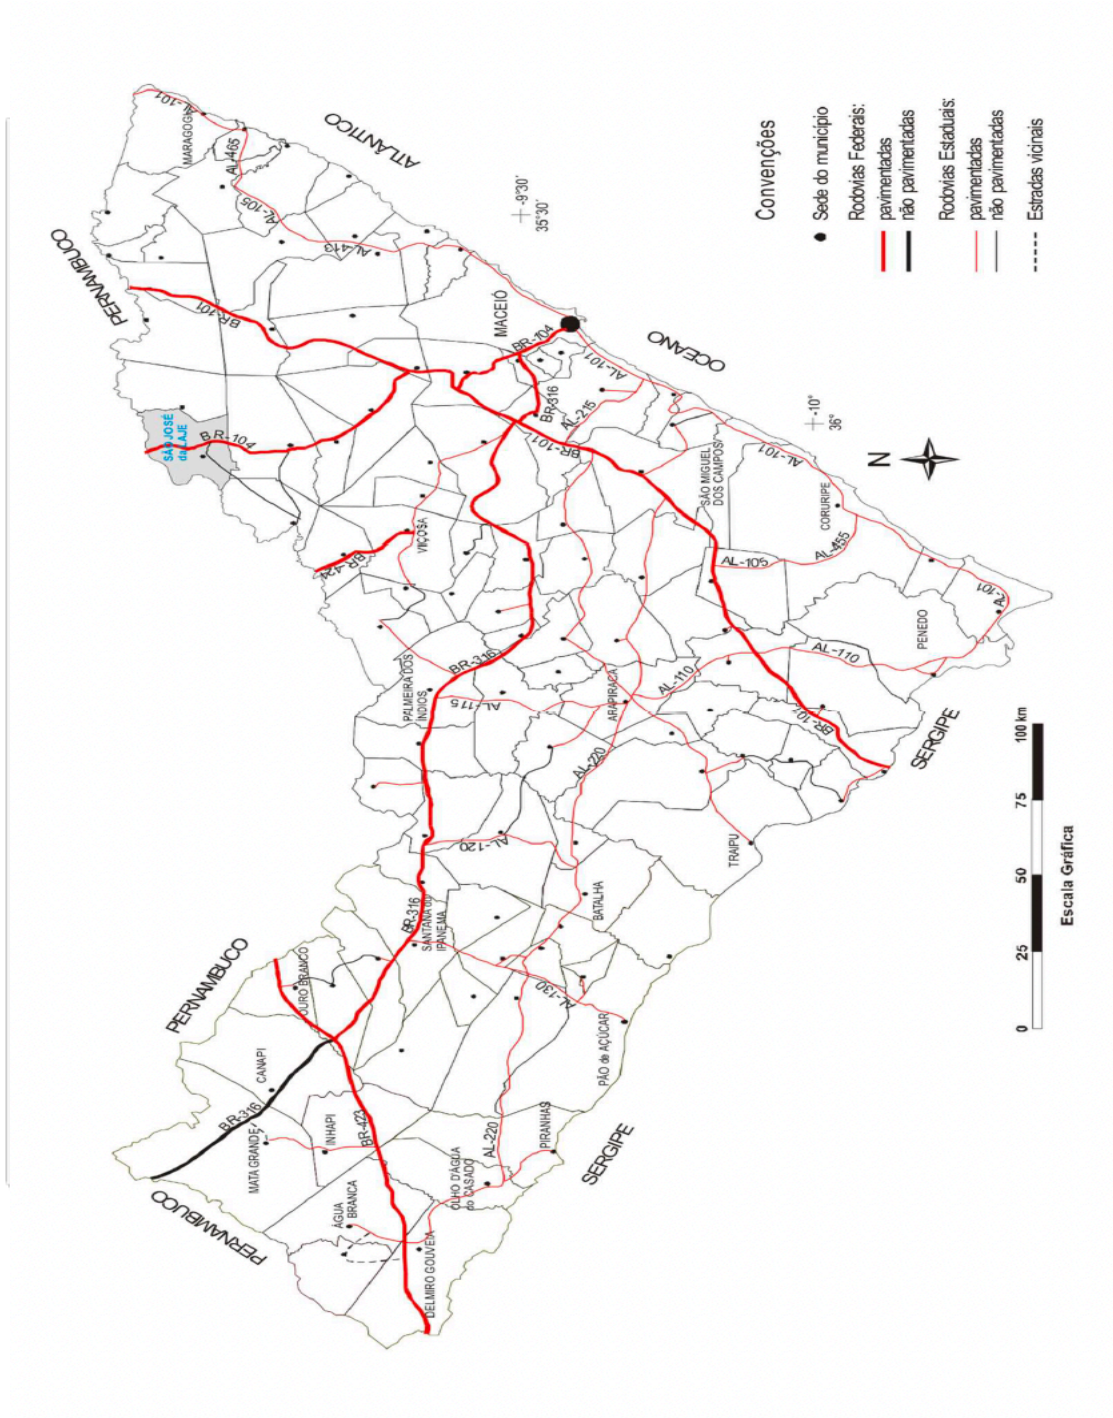 PERNAMBUCO
PERNAMBUCO
PERNAMBUCO
ATLÂNTICO
OCEANO
SERGIPE
SERGIPE
MATA GRANDE
CANAPI
BR-316
INHAPI
OURO BRANCO
ÁGUA
BRANCA
BR-423
DELMIRO GOUVEIA
OLHO D'ÁGUA
do CASADO
AL-220
PIRANHAS
PÃO de AÇÚCAR
AL-130
BR-316
SANTANA do
IPANEMA
BATALHA
AL-120
AL-220
TRAIPU
PALMEIRA DOS
ÍNDIOS
AL-115
BR-316
ARAPIRACA
AL-110
BR-101
AL-110
PENEDO
AL-101
BR-424
VIÇOSA
AL-105
AL-455
CORURIPE
SÃO MIGUEL
DOS CAMPOS
AL-101
SÃO JOSÉ
da LAJE
BR-104
BR-101
AL-215
BR-316
AL-101
BR-104
MACEIÓ
BR-101
AL-413
AL-105
AL-465
MARAGOGI
AL-101
-9°30'
35°30'
-10°
36°
N
Convenções
Sede do município
Rodovias Federais:
pavimentadas
não pavimentadas
Rodovias Estaduais:
pavimentadas
não pavimentadas
Estradas vicinais
0 25 50 75 100 km
Escala Gráfica